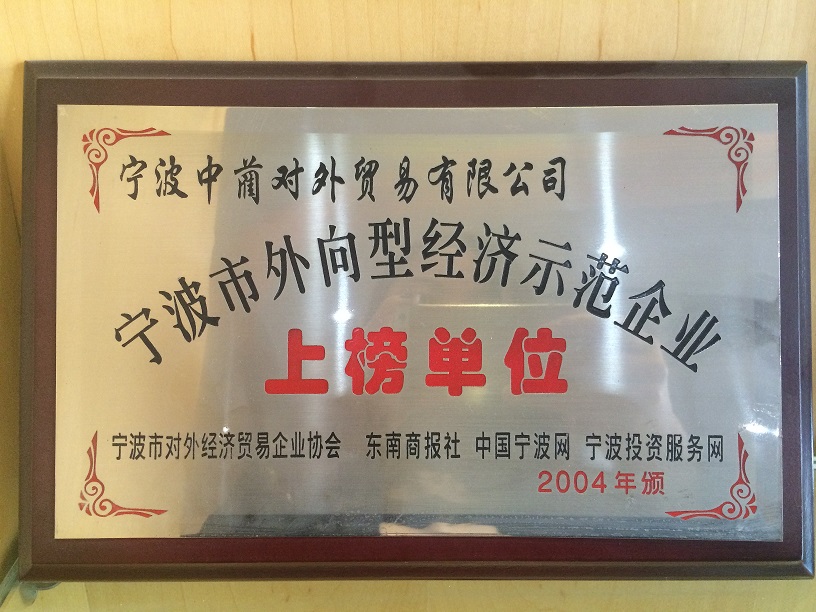 宁波中蔺对外贸易有限公司
宁波市外向型经济示范企业
上榜单位
宁波市对外经济贸易企业协会 东南商报社 中国宁波网 宁波投资服务网
2004年颁